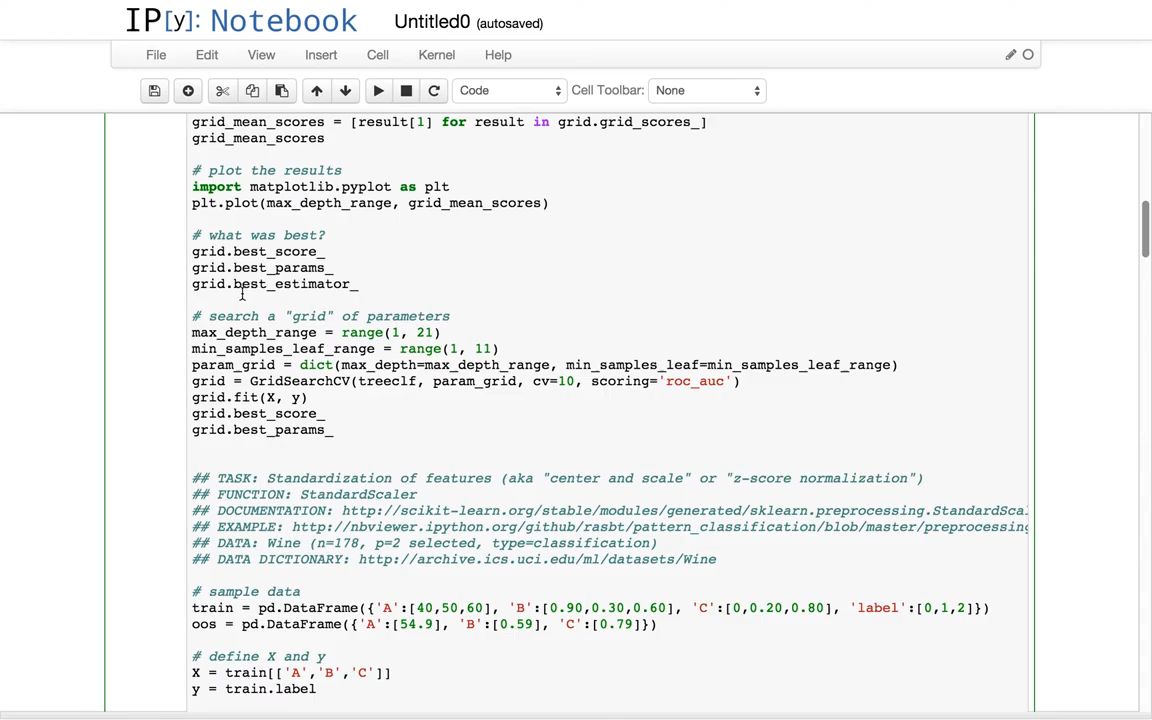 IP[y]: Notebook Untitled0 (autosaved)
File Edit View Insert Cell Kernel Help
Code Cell Toolbar: None
grid_mean_scores = [result[1] for result in grid.grid_scores_]
grid_mean_scores
# plot the results
import matplotlib.pyplot as plt
plt.plot(max_depth_range, grid_mean_scores)
# what was best?
grid.best_score_
grid.best_params_
grid.best_estimator_
# search a "grid" of parameters
max_depth_range = range(1, 21)
min_samples_leaf_range = range(1, 11)
param_grid = dict(max_depth=max_depth_range, min_samples_leaf=min_samples_leaf_range)
grid = GridSearchCV(treeclf, param_grid, cv=10, scoring='roc_auc')
grid.fit(X, y)
grid.best_score_
grid.best_params_
## TASK: Standardization of features (aka "center and scale" or "z-score normalization")
## FUNCTION: StandardScaler
## DOCUMENTATION: http://scikit-learn.org/stable/modules/generated/sklearn.preprocessing.StandardScal
## EXAMPLE: http://nbviewer.ipython.org/github/rasbt/pattern_classification/blob/master/preprocessing
## DATA: Wine (n=178, p=2 selected, type=classification)
## DATA DICTIONARY: http://archive.ics.uci.edu/ml/datasets/Wine
# sample data
train = pd.DataFrame({'A':[40,50,60], 'B':[0.90,0.30,0.60], 'C':[0,0.20,0.80], 'label':[0,1,2]})
oos = pd.DataFrame({'A':[54.9], 'B':[0.59], 'C':[0.79]})
# define X and y
X = train[['A','B','C']]
y = train.label